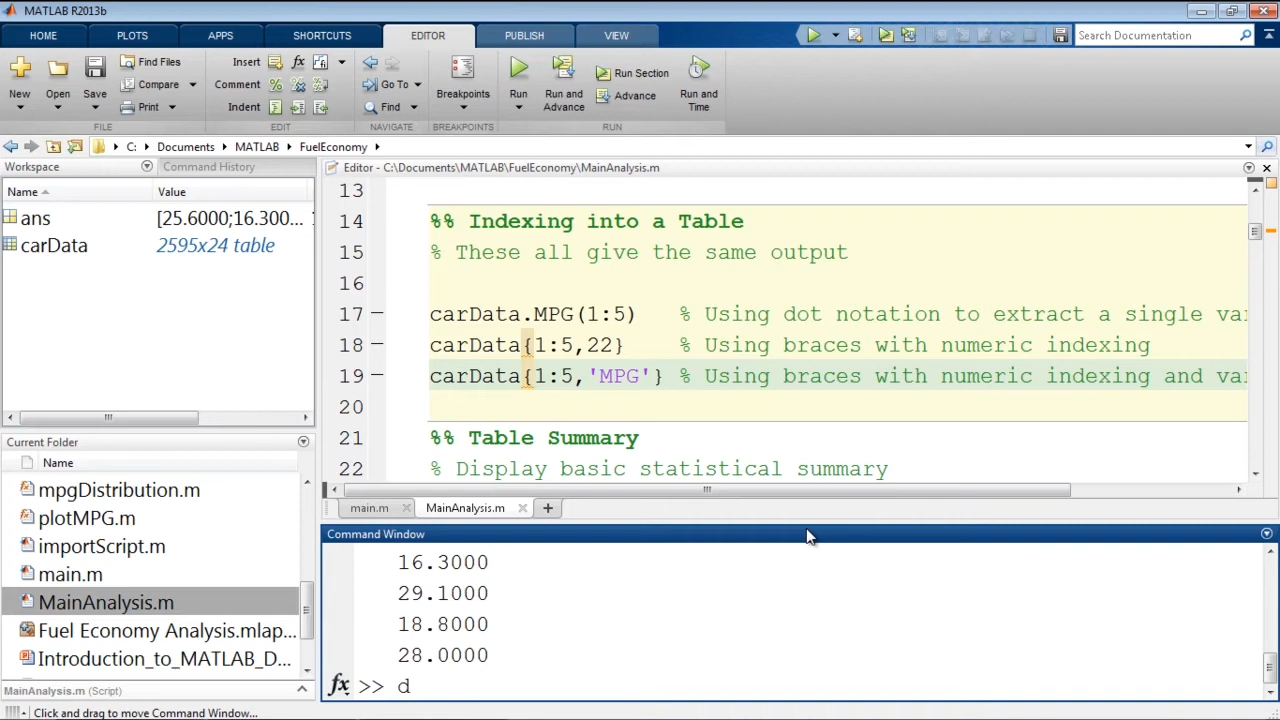 MATLAB R2013b
HOME PLOTS APPS SHORTCUTS EDITOR PUBLISH VIEW Search Documentation
New Open Save Find Files Compare Print Insert fx Comment % Indent Go To Find Breakpoints Run Run and Advance Run Section Advance Run and Time
FILE EDIT NAVIGATE BREAKPOINTS RUN
C: Documents MATLAB FuelEconomy
Workspace Command History
Name Value
ans [25.6000;16.300...
carData 2595x24 table
Current Folder
Name
mpgDistribution.m
plotMPG.m
importScript.m
main.m
MainAnalysis.m
Fuel Economy Analysis.mlap...
Introduction_to_MATLAB_D...
MainAnalysis.m (Script)
Click and drag to move Command Window...
Editor - C:\Documents\MATLAB\FuelEconomy\MainAnalysis.m
13
14 %% Indexing into a Table
15 % These all give the same output
16
17 carData.MPG(1:5) % Using dot notation to extract a single var
18 carData{1:5,22} % Using braces with numeric indexing
19 carData{1:5,'MPG'} % Using braces with numeric indexing and va
20
21 %% Table Summary
22 % Display basic statistical summary
main.m MainAnalysis.m
Command Window
16.3000
29.1000
18.8000
28.0000
fx >> d